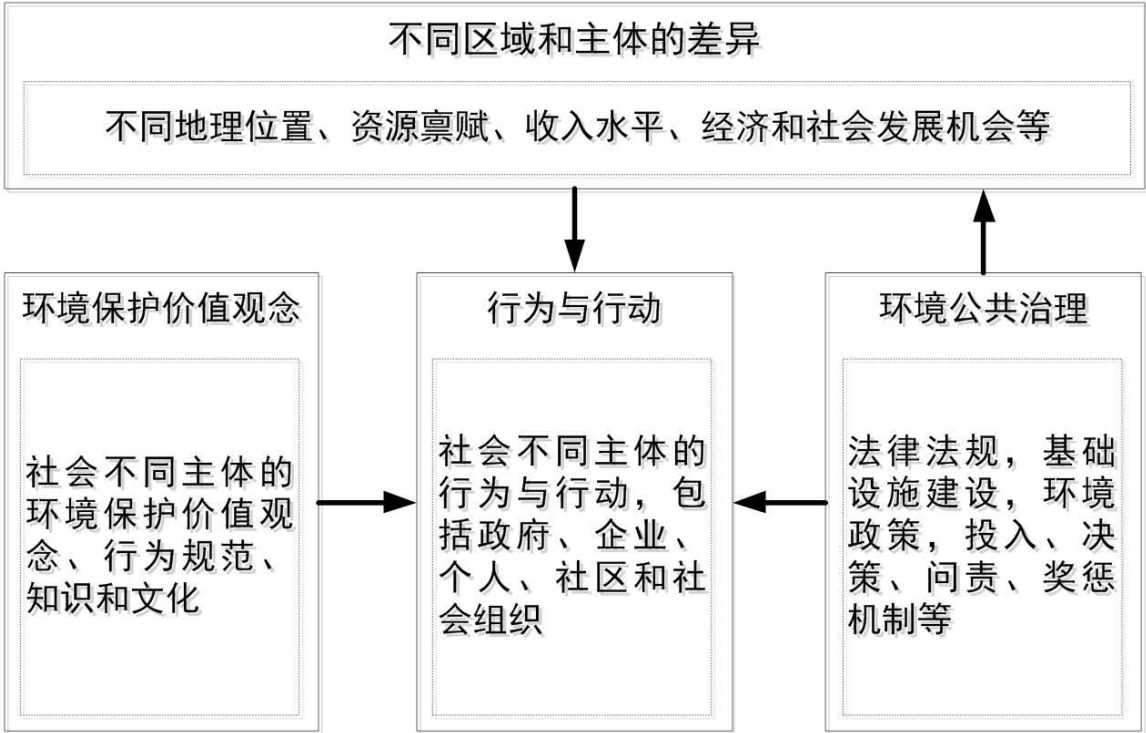 不同区域和主体的差异
不同地理位置、资源禀赋、收入水平、经济和社会发展机会等
环境保护价值观念
社会不同主体的
环境保护价值观
念、行为规范、
知识和文化
行为与行动
社会不同主体的
行为与行动，包
括政府、企业、
个人、社区和社
会组织
环境公共治理
法律法规，基础
设施建设，环境
政策，投入、决
策、问责、奖惩
机制等